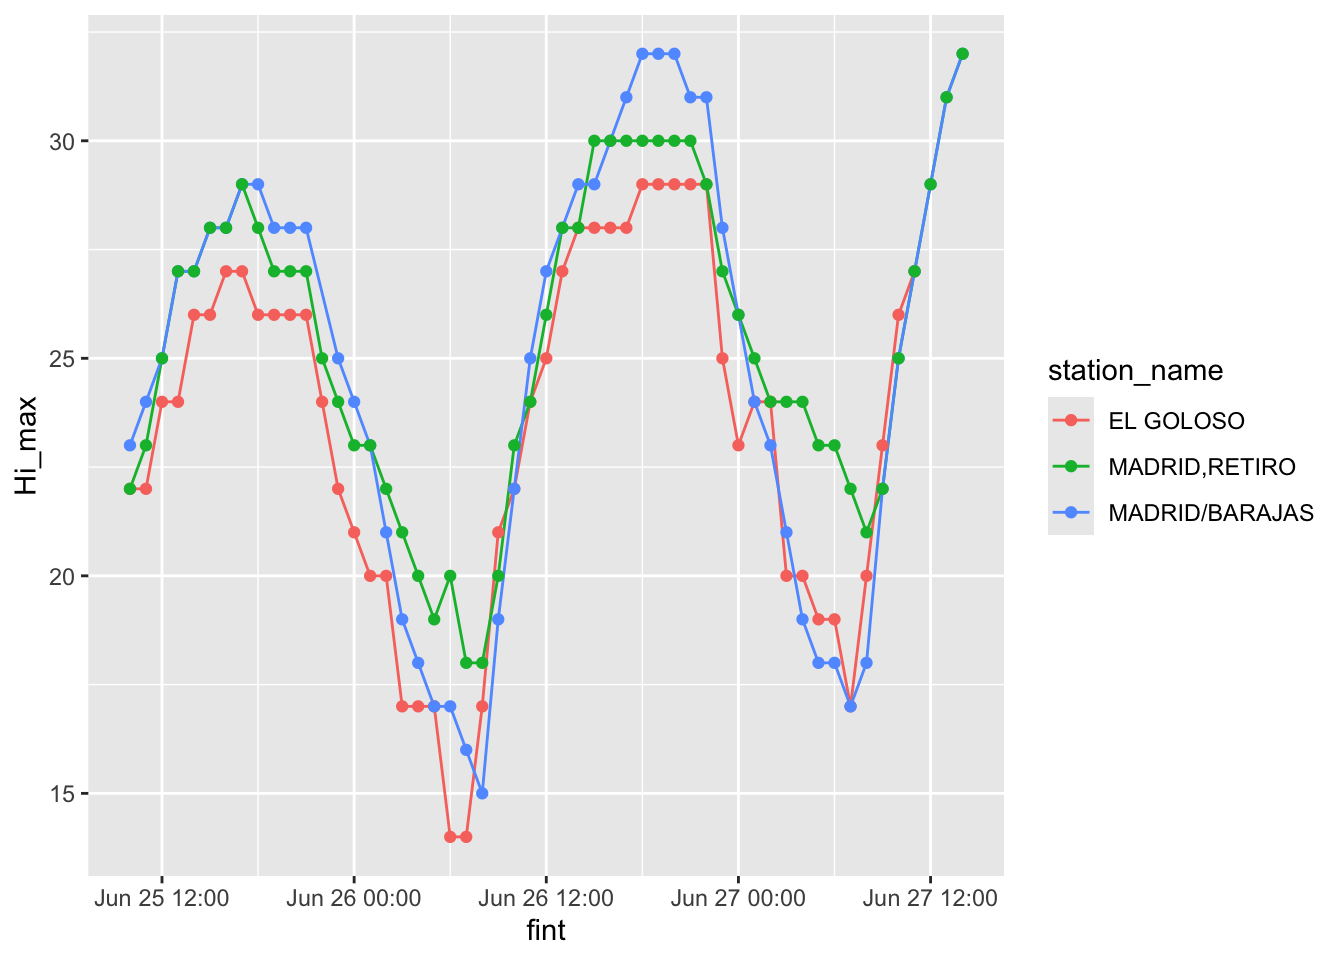 Hi_max
30
25
20
15
Jun 25 12:00 Jun 26 00:00 Jun 26 12:00 Jun 27 00:00 Jun 27 12:00
fint
station_name
EL GOLOSO
MADRID,RETIRO
MADRID/BARAJAS